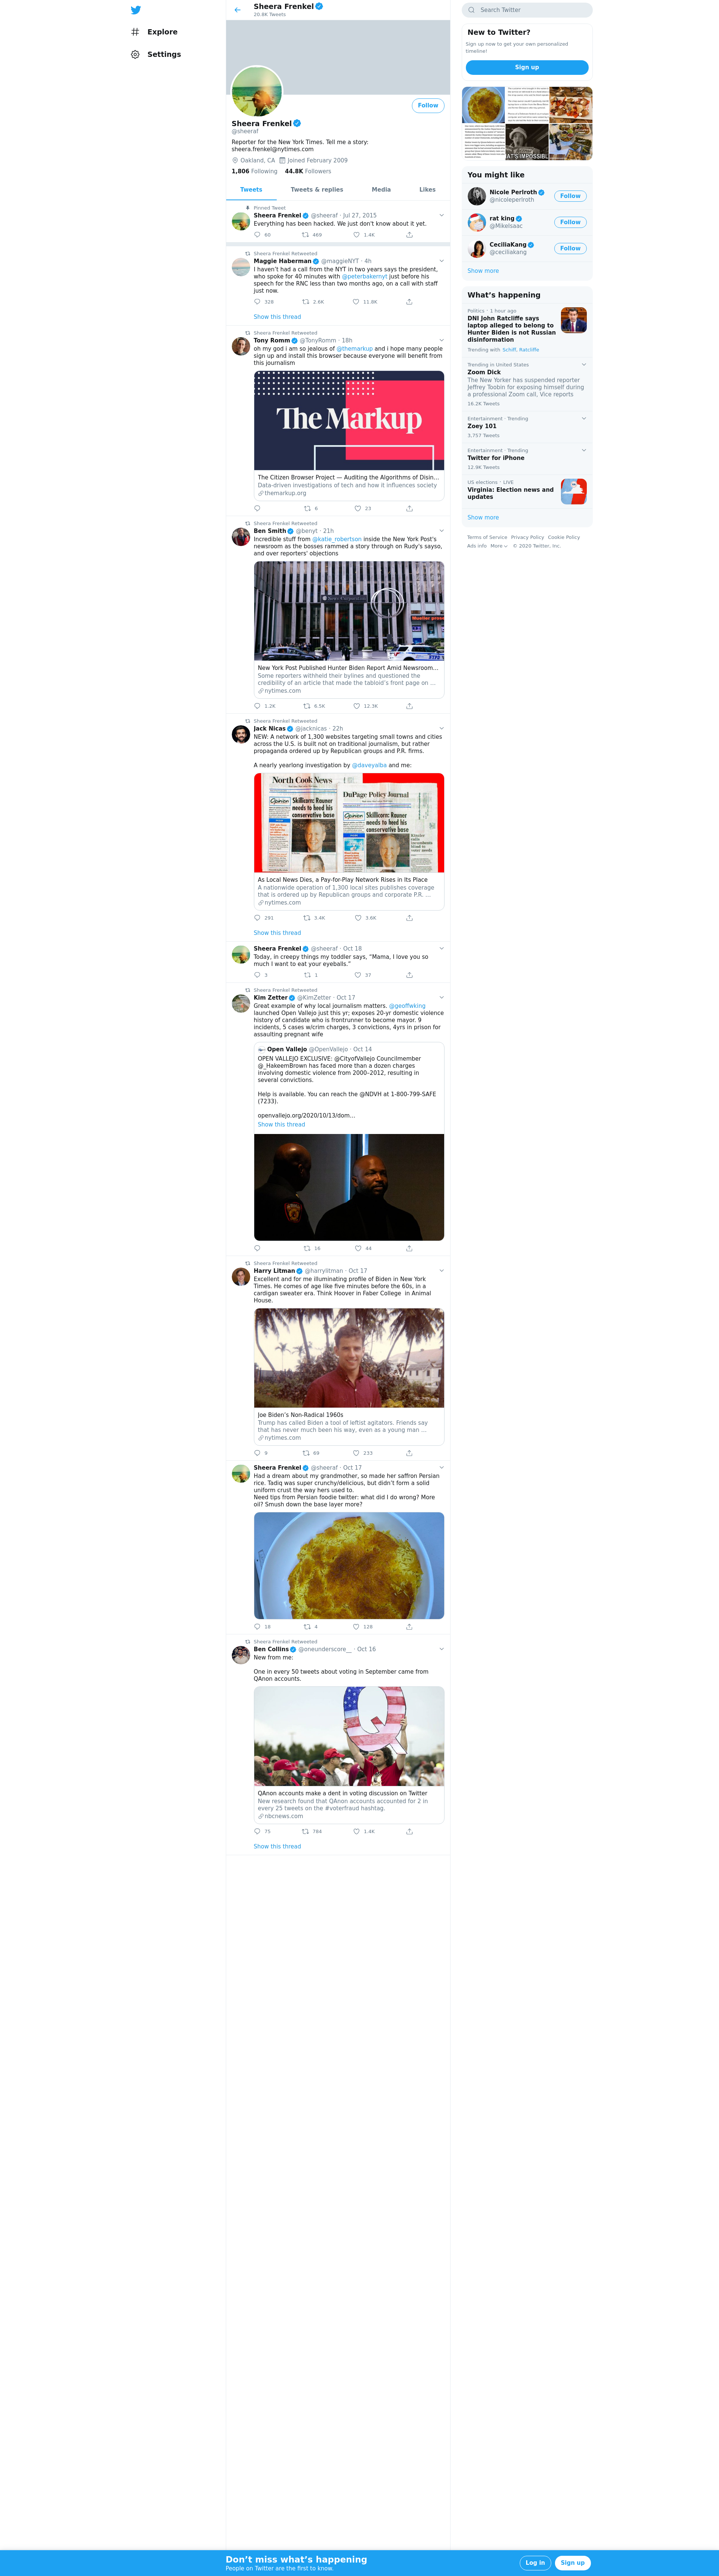 Explore
Settings
Sheera Frenkel
20.8K Tweets
Follow
Sheera Frenkel
@sheeraf
Reporter for the New York Times. Tell me a story:
sheera.frenkel@nytimes.com
Oakland, CA Joined February 2009
1,806 Following 44.8K Followers
Tweets Tweets & replies Media Likes
Pinned Tweet
Sheera Frenkel @sheeraf · Jul 27, 2015
Everything has been hacked. We just don't know about it yet.
60 469 1.4K
Sheera Frenkel Retweeted
Maggie Haberman @maggieNYT · 4h
I haven't had a call from the NYT in two years says the president,
who spoke for 40 minutes with @peterbakernyt just before his
speech for the RNC less than two months ago, on a call with staff
just now.
328 2.6K 11.8K
Show this thread
Sheera Frenkel Retweeted
Tony Romm @TonyRomm · 18h
oh my god i am so jealous of @themarkup and i hope many people
sign up and install this browser because everyone will benefit from
this journalism
The Markup
The Citizen Browser Project — Auditing the Algorithms of Disin…
Data-driven investigations of tech and how it influences society
themarkup.org
6 23
Sheera Frenkel Retweeted
Ben Smith @benyt · 21h
Incredible stuff from @katie_robertson inside the New York Post's
newsroom as the bosses rammed a story through on Rudy's sayso,
and over reporters' objections
New York Post Published Hunter Biden Report Amid Newsroom…
Some reporters withheld their bylines and questioned the
credibility of an article that made the tabloid's front page on …
nytimes.com
1.2K 6.5K 12.3K
Sheera Frenkel Retweeted
Jack Nicas @jacknicas · 22h
NEW: A network of 1,300 websites targeting small towns and cities
across the U.S. is built not on traditional journalism, but rather
propaganda ordered up by Republican groups and P.R. firms.
A nearly yearlong investigation by @daveyalba and me:
North Cook News
DuPage Policy Journal
Opinion
Skillicorn: Rauner
needs to heed his
conservative base
Opinion
Skillicorn: Rauner
needs to heed his
conservative base
As Local News Dies, a Pay-for-Play Network Rises in Its Place
A nationwide operation of 1,300 local sites publishes coverage
that is ordered up by Republican groups and corporate P.R. …
nytimes.com
291 3.4K 3.6K
Show this thread
Sheera Frenkel @sheeraf · Oct 18
Today, in creepy things my toddler says, "Mama, I love you so
much I want to eat your eyeballs."
3 1 37
Sheera Frenkel Retweeted
Kim Zetter @KimZetter · Oct 17
Great example of why local journalism matters. @geoffwking
launched Open Vallejo just this yr; exposes 20-yr domestic violence
history of candidate who is frontrunner to become mayor. 9
incidents, 5 cases w/crim charges, 3 convictions, 4yrs in prison for
assaulting pregnant wife
Open Vallejo @OpenVallejo · Oct 14
OPEN VALLEJO EXCLUSIVE: @CityofVallejo Councilmember
@_HakeemBrown has faced more than a dozen charges
involving domestic violence from 2000–2012, resulting in
several convictions.
Help is available. You can reach the @NDVH at 1-800-799-SAFE
(7233).
openvallejo.org/2020/10/13/dom…
Show this thread
16 44
Sheera Frenkel Retweeted
Harry Litman @harrylitman · Oct 17
Excellent and for me illuminating profile of Biden in New York
Times. He comes of age like five minutes before the 60s, in a
cardigan sweater era. Think Hoover in Faber College in Animal
House.
Joe Biden's Non-Radical 1960s
Trump has called Biden a tool of leftist agitators. Friends say
that has never much been his way, even as a young man …
nytimes.com
9 69 233
Sheera Frenkel @sheeraf · Oct 17
Had a dream about my grandmother, so made her saffron Persian
rice. Tadiq was super crunchy/delicious, but didn't form a solid
uniform crust the way hers used to.
Need tips from Persian foodie twitter: what did I do wrong? More
oil? Smush down the base layer more?
18 4 129
Sheera Frenkel Retweeted
Ben Collins @oneunderscore__ · Oct 16
New from me:
One in every 50 tweets about voting in September came from
QAnon accounts.
Q
QAnon accounts make a dent in voting discussion on Twitter
New research found that QAnon accounts accounted for 2 in
every 25 tweets on the #voterfraud hashtag.
nbcnews.com
75 784 1.4K
Show this thread
Search Twitter
New to Twitter?
Sign up now to get your own personalized
timeline!
Sign up
You might like
Nicole Perlroth
@nicoleperlroth
Follow
rat king
@MikeIsaac
Follow
CeciliaKang
@ceciliakang
Follow
Show more
What's happening
Politics · 1 hour ago
DNI John Ratcliffe says
laptop alleged to belong to
Hunter Biden is not Russian
disinformation
Trending with Schiff, Ratcliffe
Trending in United States
Zoom Dick
The New Yorker has suspended reporter
Jeffrey Toobin for exposing himself during
a professional Zoom call, Vice reports
16.2K Tweets
Entertainment · Trending
Zoey 101
3,757 Tweets
Entertainment · Trending
Twitter for iPhone
12.9K Tweets
US elections · LIVE
Virginia: Election news and
updates
Show more
Terms of Service Privacy Policy Cookie Policy
Ads info More © 2020 Twitter, Inc.
Don't miss what's happening
People on Twitter are the first to know.
Log in
Sign up